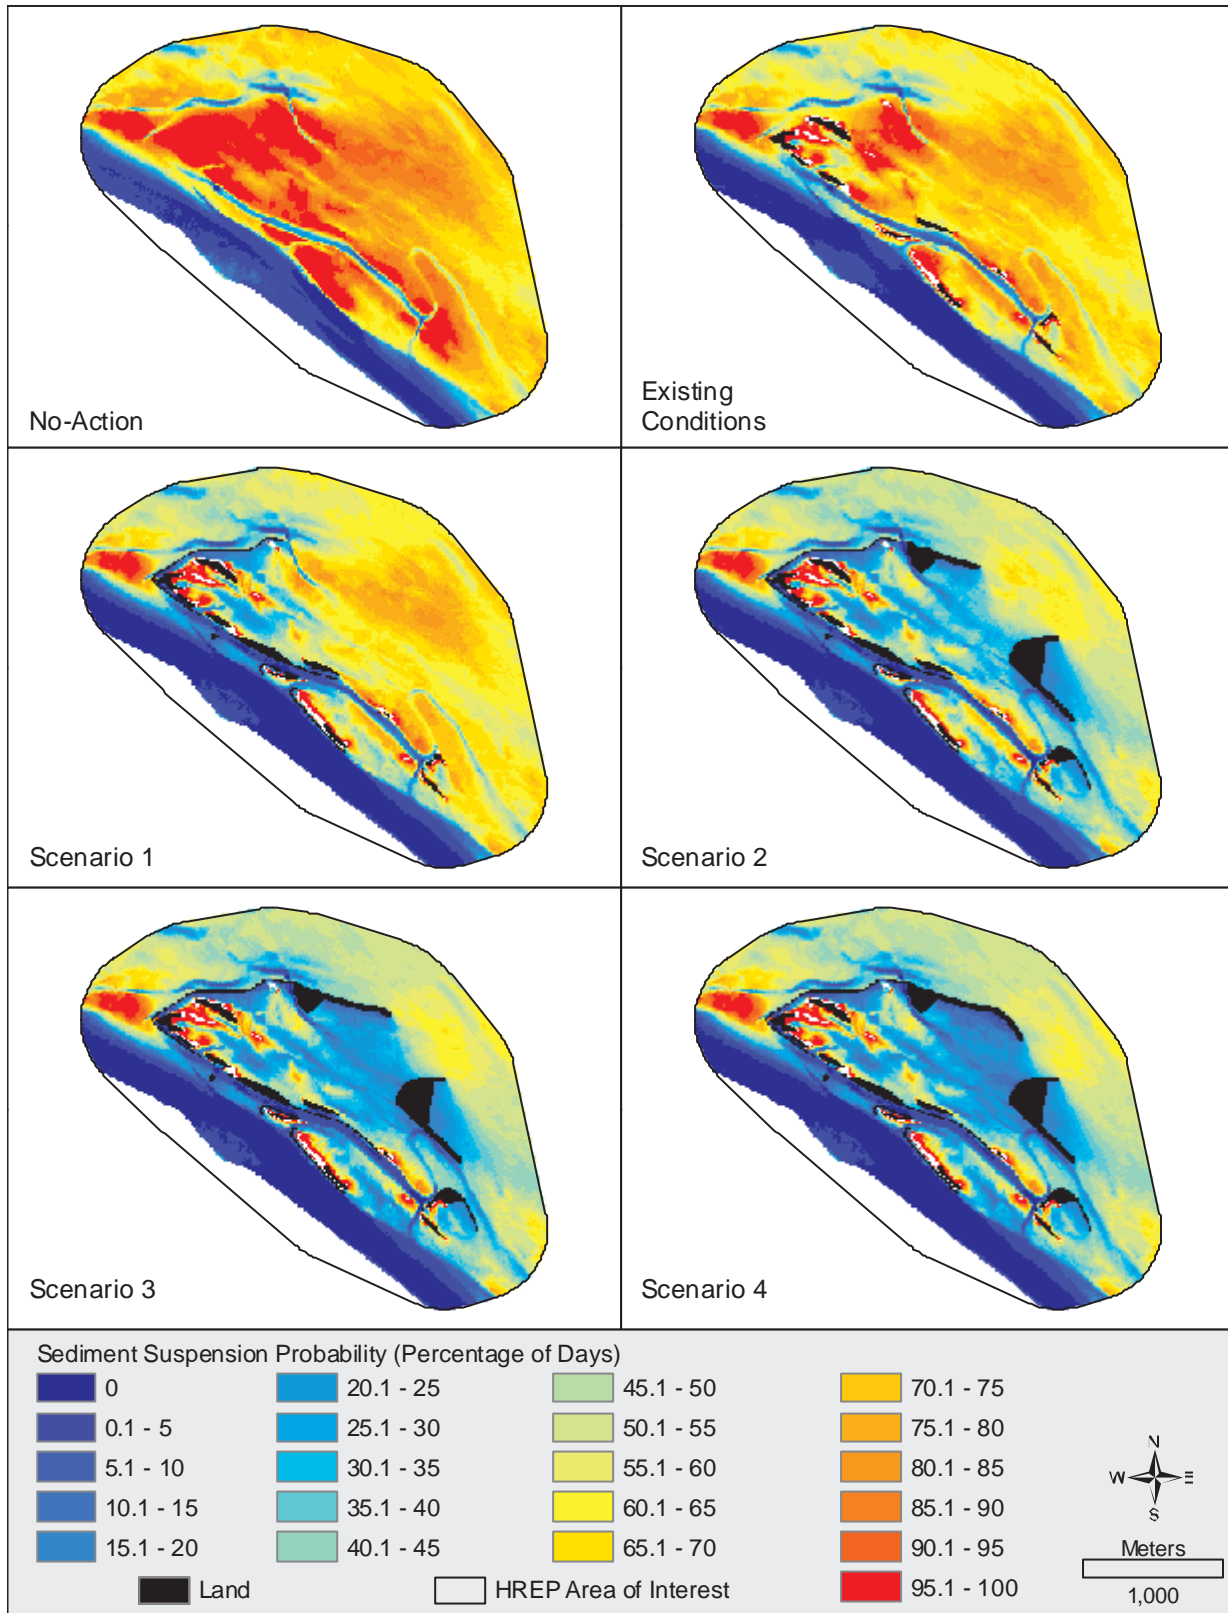 No-Action
Existing
Conditions
Scenario 1
Scenario 2
Scenario 3
Scenario 4
Sediment Suspension Probability (Percentage of Days)
0
0.1 - 5
5.1 - 10
10.1 - 15
15.1 - 20
20.1 - 25
25.1 - 30
30.1 - 35
35.1 - 40
40.1 - 45
45.1 - 50
50.1 - 55
55.1 - 60
60.1 - 65
65.1 - 70
70.1 - 75
75.1 - 80
80.1 - 85
85.1 - 90
90.1 - 95
95.1 - 100
Land
HREP Area of Interest
N
W E
S
Meters
1,000